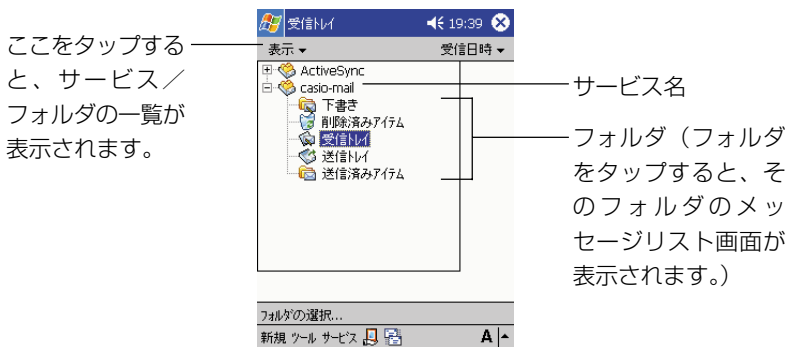 ここをタップする
と、サービス／
フォルダの一覧が
表示されます。
受信トレイ 19:39
表示 受信日時
ActiveSync
casio-mail
下書き
削除済みアイテム
受信トレイ
送信トレイ
送信済みアイテム
フォルダの選択...
新規 ツール サービス A
サービス名
フォルダ（フォルダ
をタップすると、そ
のフォルダのメッ
セージリスト画面が
表示されます。）